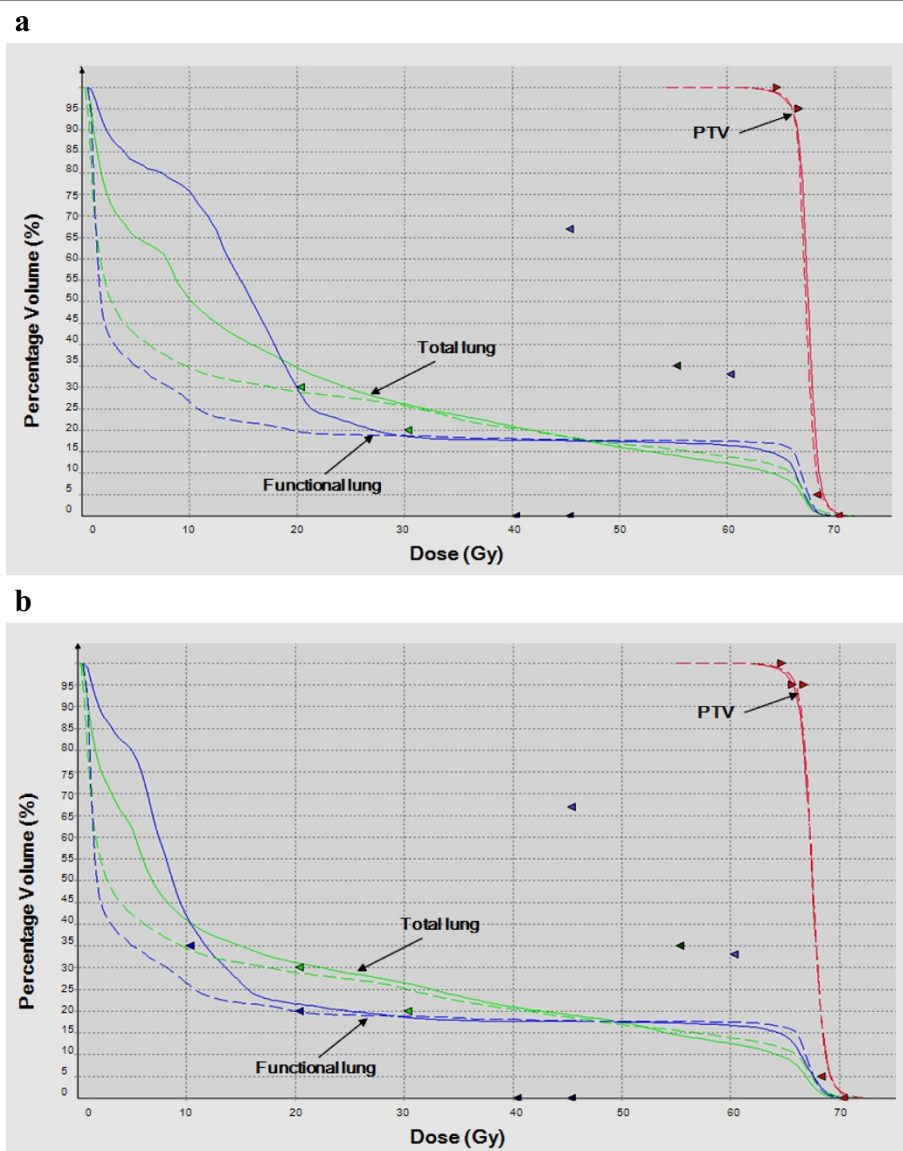 a
95
90
85
80
75
70
65
60
55
50
45
40
35
30
25
20
15
10
5
0
Percentage Volume (%)
PTV
Total lung
Functional lung
0 10 20 30 40 50 60 70
Dose (Gy)
b
95
90
85
80
75
70
65
60
55
50
45
40
35
30
25
20
15
10
5
0
Percentage Volume (%)
PTV
Total lung
Functional lung
0 10 20 30 40 50 60 70
Dose (Gy)